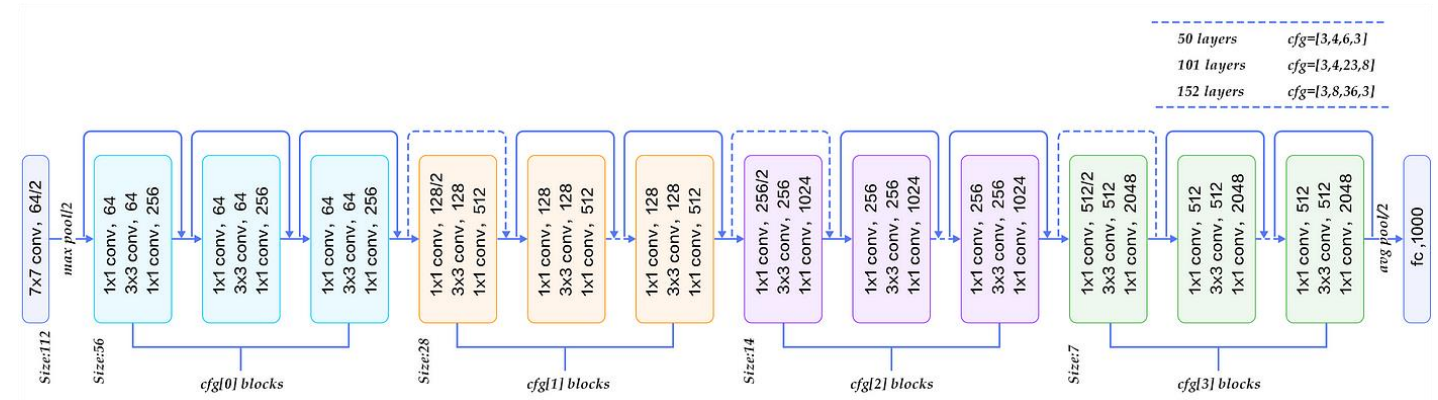 50 layers cfg=[3,4,6,3]
101 layers cfg=[3,4,23,8]
152 layers cfg=[3,8,36,3]
7x7 conv, 64/2
max pool/2
1x1 conv, 64
3x3 conv, 64
1x1 conv, 256
1x1 conv, 64
3x3 conv, 64
1x1 conv, 256
1x1 conv, 64
3x3 conv, 64
1x1 conv, 256
1x1 conv, 128/2
3x3 conv, 128
1x1 conv, 512
1x1 conv, 128
3x3 conv, 128
1x1 conv, 512
1x1 conv, 128
3x3 conv, 128
1x1 conv, 512
1x1 conv, 256/2
3x3 conv, 256
1x1 conv, 1024
1x1 conv, 256
3x3 conv, 256
1x1 conv, 1024
1x1 conv, 256
3x3 conv, 256
1x1 conv, 1024
1x1 conv, 512/2
3x3 conv, 512
1x1 conv, 2048
1x1 conv, 512
3x3 conv, 512
1x1 conv, 2048
1x1 conv, 512
3x3 conv, 512
1x1 conv, 2048
avg pool/2
fc ,1000
Size:112
Size:56
cfg[0] blocks
Size:28
cfg[1] blocks
Size:14
cfg[2] blocks
Size:7
cfg[3] blocks